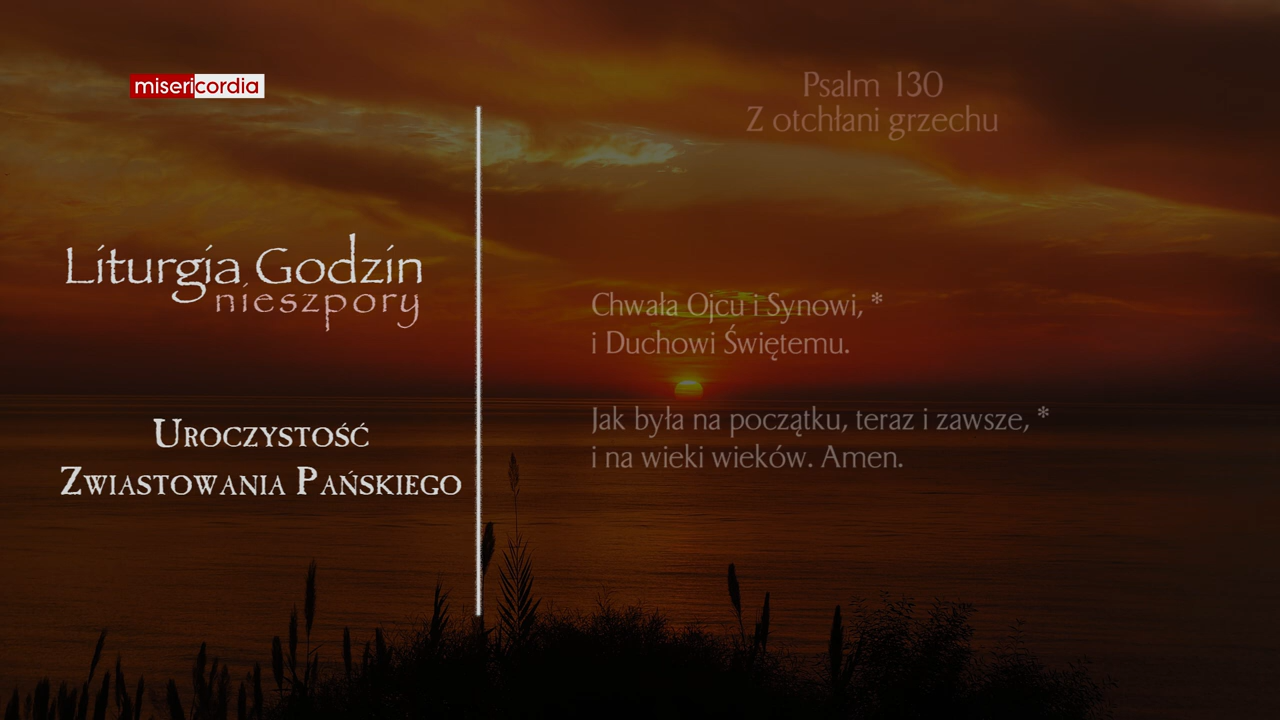 misericordia
Liturgia Godzin
nieszpory
Uroczystość
Zwiastowania Pańskiego
Psalm 130
Z otchłani grzechu
Chwała Ojcu i Synowi, *
i Duchowi Świętemu.
Jak była na początku, teraz i zawsze, *
i na wieki wieków. Amen.